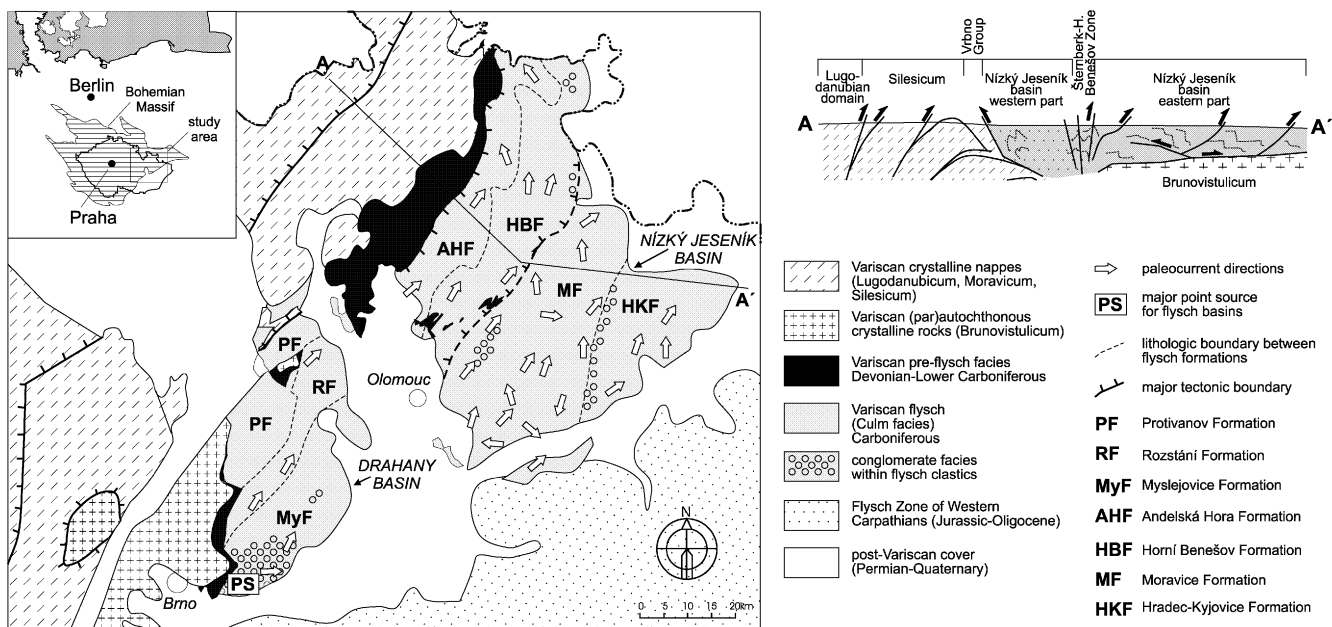 Berlin
Bohemian
Massif
study
area
Praha
A
AHF
HBF
MF
HKF
NÍZKÝ JESENÍK
BASIN
A´
PF
RF
PF
Olomouc
DRAHANY
BASIN
MyF
PS
Brno
N
0 5 10 15 20km
Vrbno
Group
Šternberk-H.
Benešov Zone
Lugo-
danubian
domain
Silesicum
Nízký Jeseník
basin
western part
Nízký Jeseník
basin
eastern part
A
A´
Brunovistulicum
Variscan crystalline nappes
(Lugodanubicum, Moravicum,
Silesicum)
Variscan (par)autochthonous
crystalline rocks (Brunovistulicum)
Variscan pre-flysch facies
Devonian-Lower Carboniferous
Variscan flysch
(Culm facies)
Carboniferous
conglomerate facies
within flysch clastics
Flysch Zone of Western
Carpathians (Jurassic-Oligocene)
post-Variscan cover
(Permian-Quaternary)
paleocurrent directions
PS major point source
for flysch basins
lithologic boundary between
flysch formations
major tectonic boundary
PF Protivanov Formation
RF Rozstání Formation
MyF Myslejovice Formation
AHF Andelská Hora Formation
HBF Horní Benešov Formation
MF Moravice Formation
HKF Hradec-Kyjovice Formation